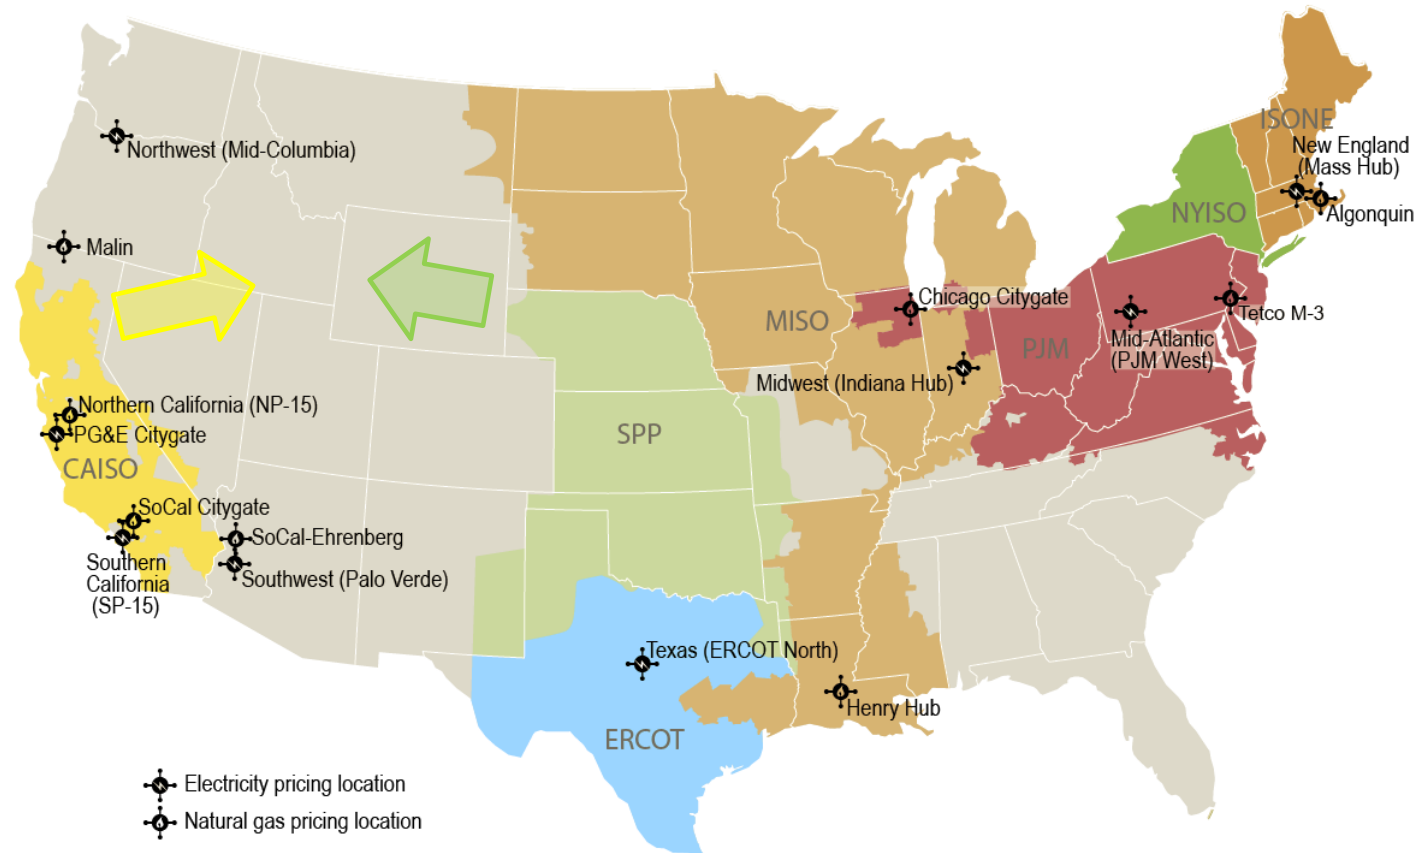 ISONE
New England
(Mass Hub)
Northwest (Mid-Columbia)
NYISO
Algonquin
Malin
Chicago Citygate
Tetco M-3
MISO
Mid-Atlantic
(PJM West)
PJM
Midwest (Indiana Hub)
Northern California (NP-15)
PG&E Citygate
SPP
CAISO
SoCal Citygate
SoCal-Ehrenberg
Southern
California
(SP-15)
Southwest (Palo Verde)
Texas (ERCOT North)
Henry Hub
ERCOT
Electricity pricing location
Natural gas pricing location